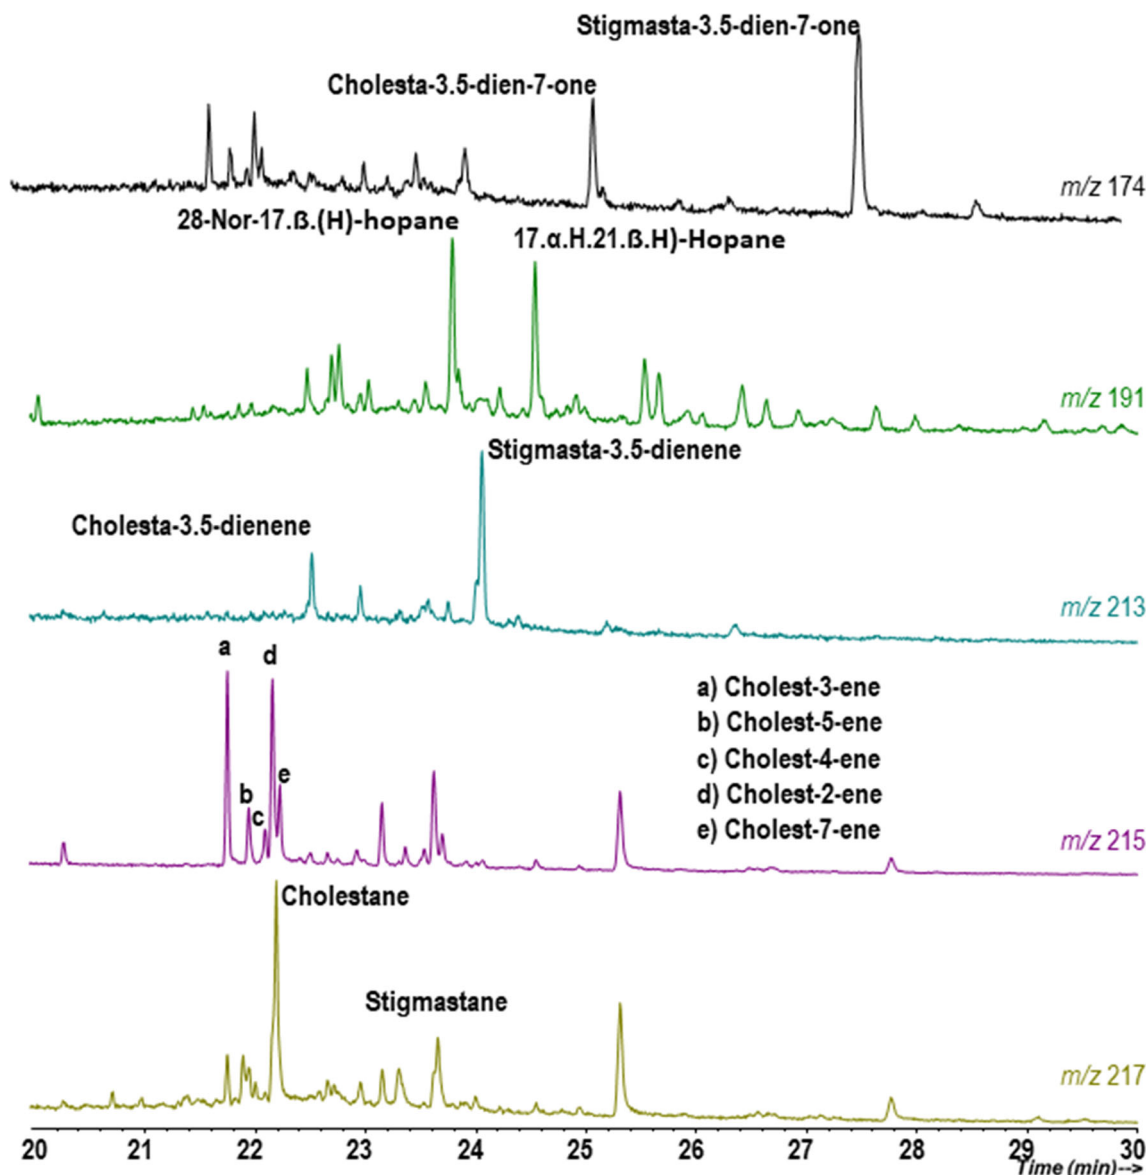 Stigmasta-3.5-dien-7-one
Cholesta-3.5-dien-7-one
m/z 174
28-Nor-17.ß.(H)-hopane
17.α.H.21.ß.H)-Hopane
m/z 191
Stigmasta-3.5-dienene
Cholesta-3.5-dienene
m/z 213
a
d
b
c
e
a) Cholest-3-ene
b) Cholest-5-ene
c) Cholest-4-ene
d) Cholest-2-ene
e) Cholest-7-ene
m/z 215
Cholestane
Stigmastane
m/z 217
20 21 22 23 24 25 26 27 28 29 30
Time (min)-->